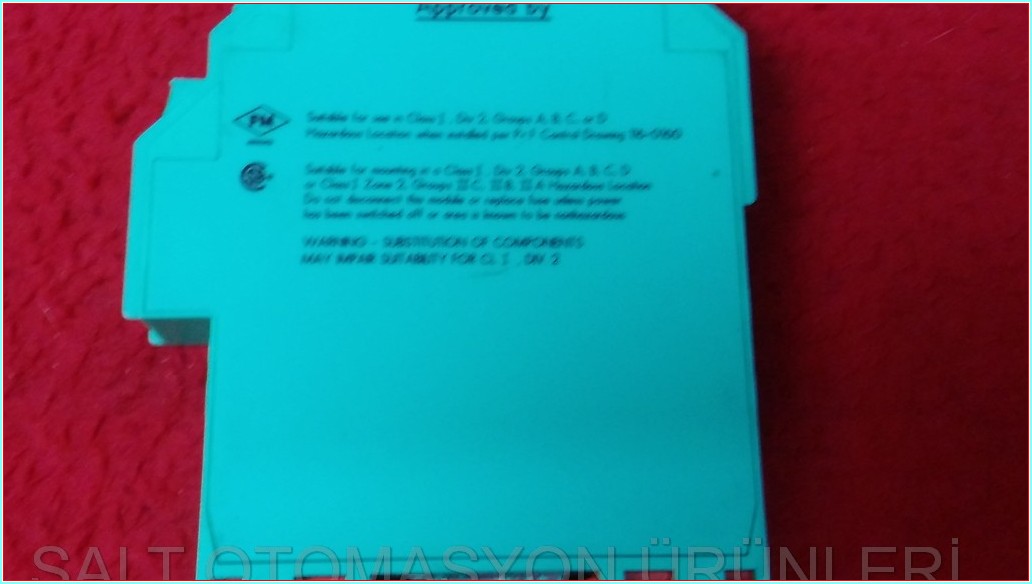 Approved by
FM
Suitable for use in Class I , Div 2, Groups A, B, C, or D
Hazardous Location when installed per P+F Control Drawing 116-0160
Suitable for mounting in a Class I , Div 2, Groups A, B, C, D
or Class I Zone 2, Groups IIC, IIB, IIA Hazardous Location
Do not disconnect this module or replace fuse unless power
has been switched off or area is known to be nonhazardous
WARNING - SUBSTITUTION OF COMPONENTS
MAY IMPAIR SUITABILITY FOR CL I , DIV 2
SALT OTOMASYON ÜRÜNLERİ